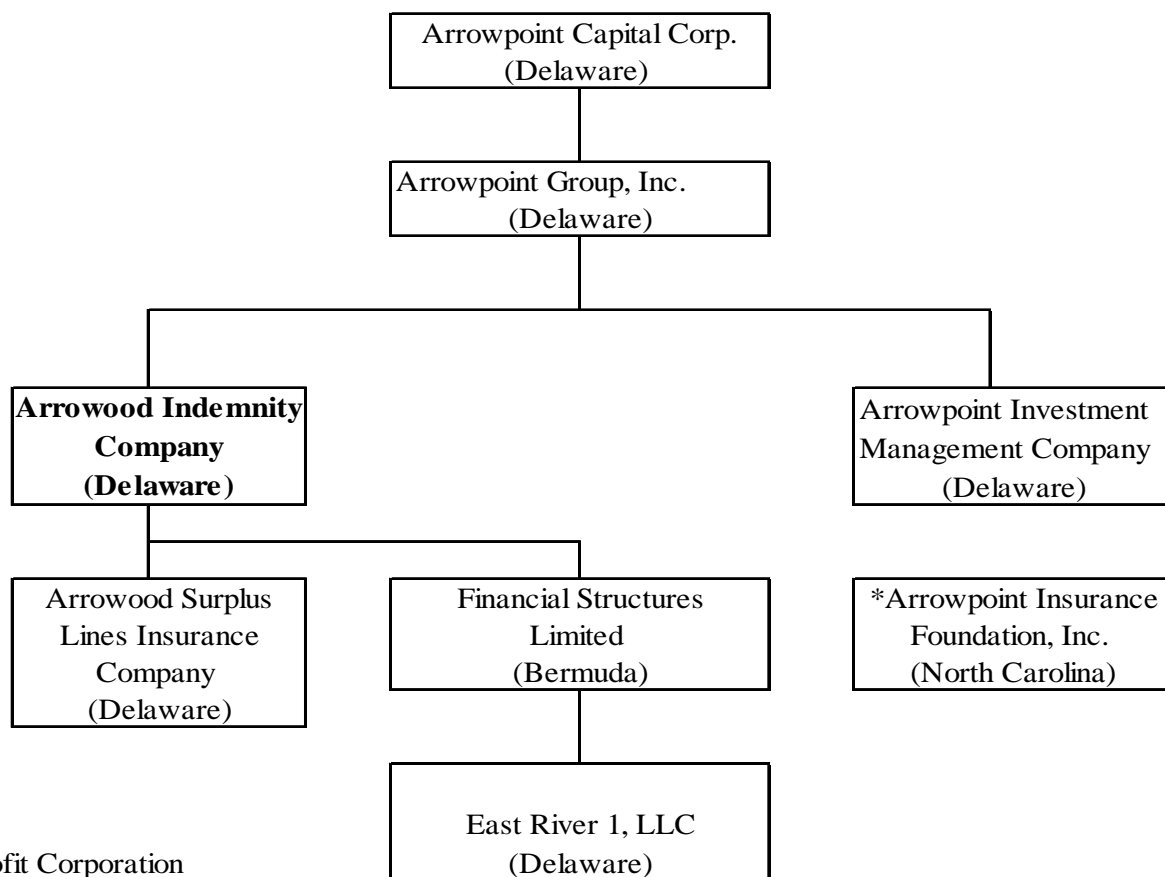 Arrowpoint Capital Corp.
(Delaware)
Arrowpoint Group, Inc.
(Delaware)
Arrowood Indemnity
Company
(Delaware)
Arrowpoint Investment
Management Company
(Delaware)
Arrowood Surplus
Lines Insurance
Company
(Delaware)
Financial Structures
Limited
(Bermuda)
*Arrowpoint Insurance
Foundation, Inc.
(North Carolina)
East River 1, LLC
(Delaware)
Corporation